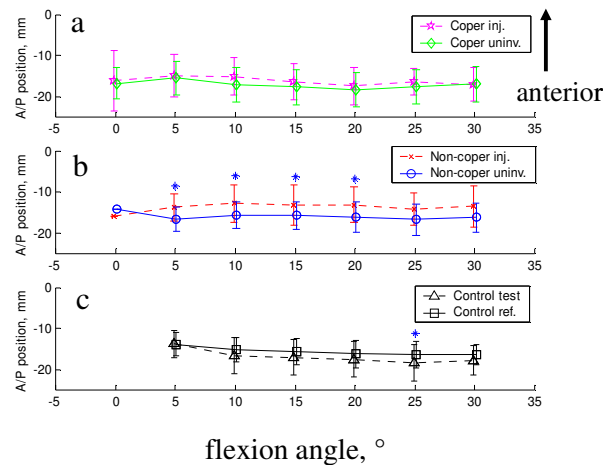 a
Coper inj.
Coper uninv.
anterior
A/P position, mm
0
-10
-20
-5 0 5 10 15 20 25 30 35
b
Non-coper inj.
Non-coper uninv.
A/P position, mm
0
-10
-20
-5 0 5 10 15 20 25 30 35
c
Control test
Control ref.
A/P position, mm
0
-10
-20
-5 0 5 10 15 20 25 30 35
flexion angle, °